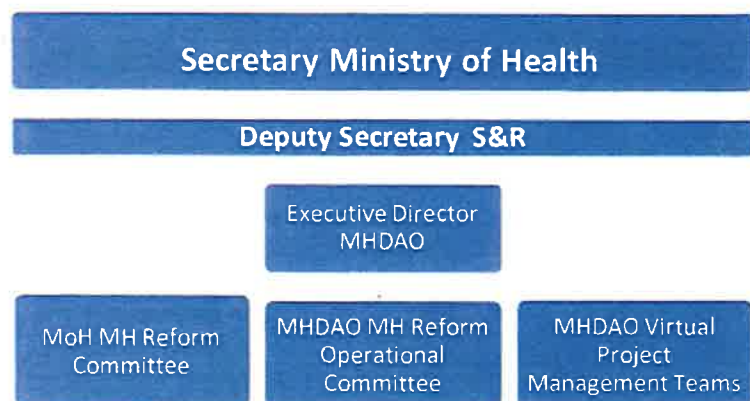 Secretary Ministry of Health
Deputy Secretary S&R
Executive Director
MHDAO
MoH MH Reform
Committee
MHDAO MH Reform
Operational
Committee
MHDAO Virtual
Project
Management Teams